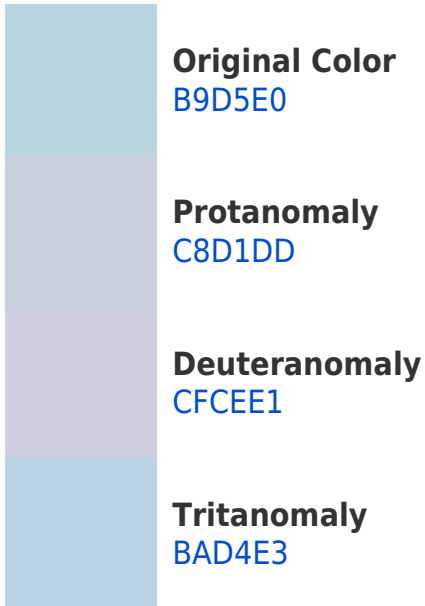 Original Color
B9D5E0
Protanomaly
C8D1DD
Deuteranomaly
CFCEE1
Tritanomaly
BAD4E3